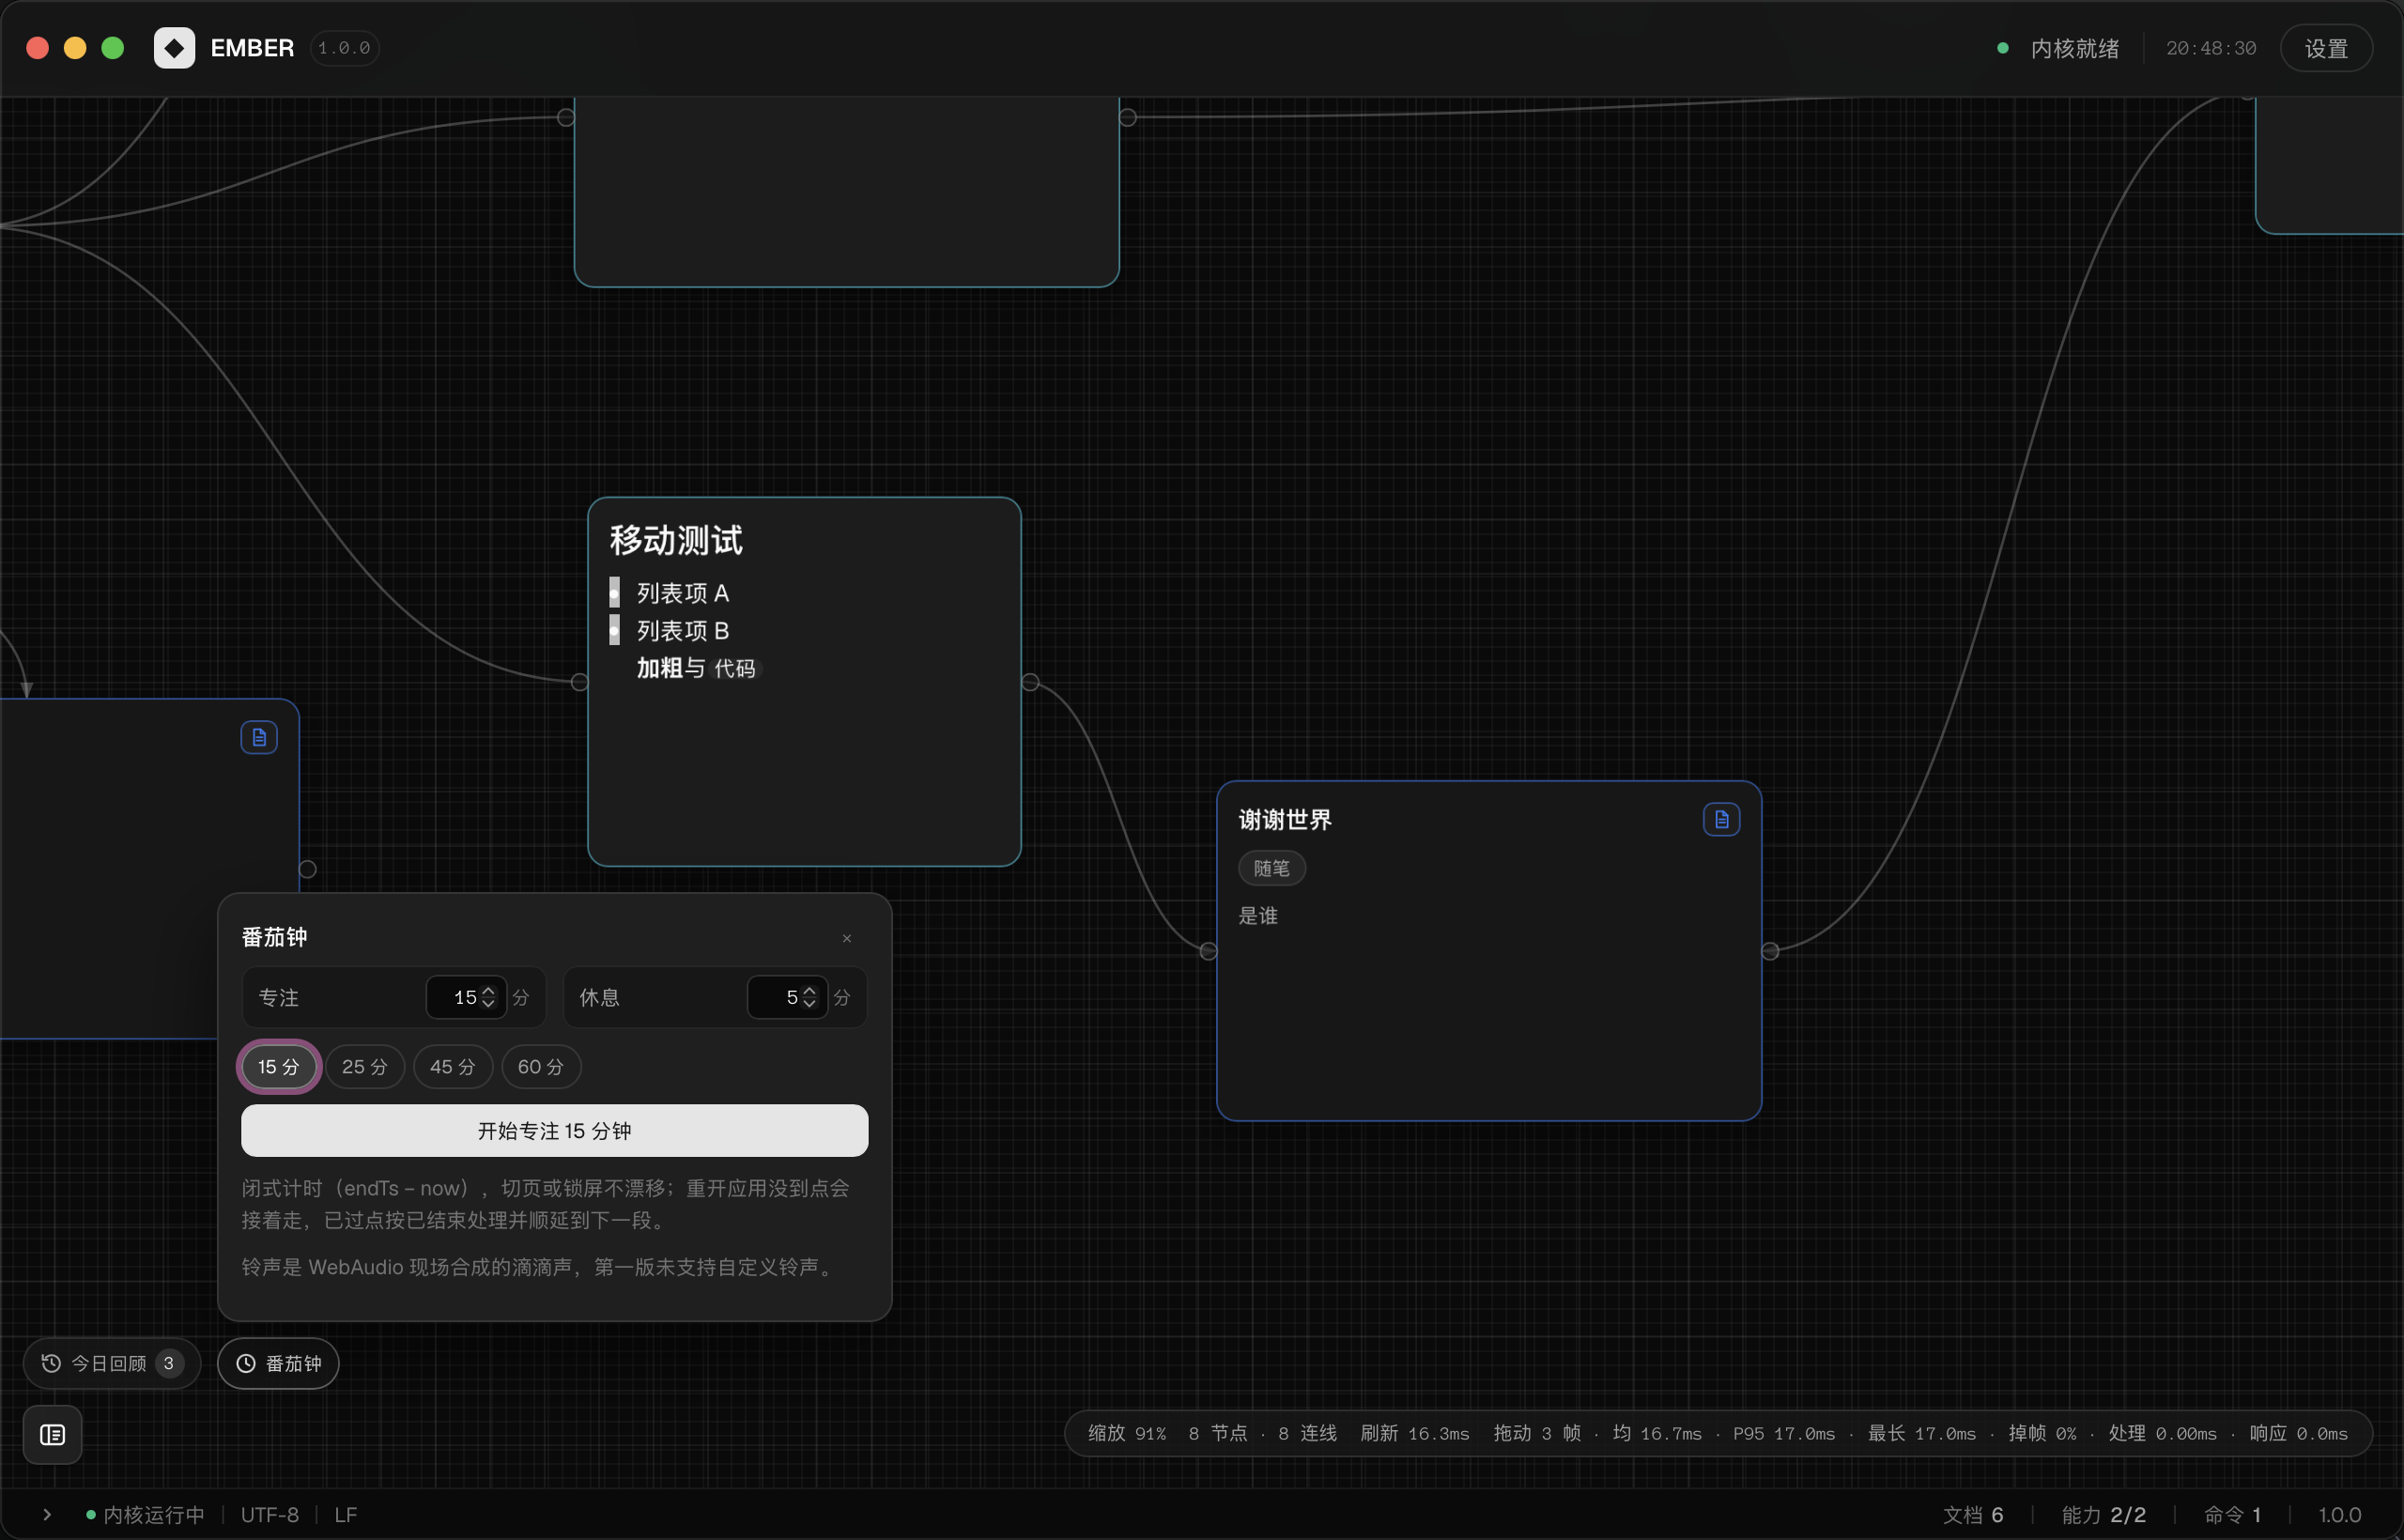 EMBER 1.0.0
内核就绪 20:48:30 设置
移动测试
• 列表项 A
• 列表项 B
加粗与 代码
谢谢世界
随笔
是谁
番茄钟 ×
专注 15 分 休息 5 分
15 分 25 分 45 分 60 分
开始专注 15 分钟
闭式计时（endTs – now），切页或锁屏不漂移；重开应用没到点会
接着走，已过点按已结束处理并顺延到下一段。
铃声是 WebAudio 现场合成的滴滴声，第一版未支持自定义铃声。
今日回顾 3 番茄钟
缩放 91% 8 节点 · 8 连线 刷新 16.3ms 拖动 3 帧 · 均 16.7ms · P95 17.0ms · 最长 17.0ms · 掉帧 0% · 处理 0.00ms · 响应 0.0ms
内核运行中 UTF-8 LF 文档 6 能力 2/2 命令 1 1.0.0